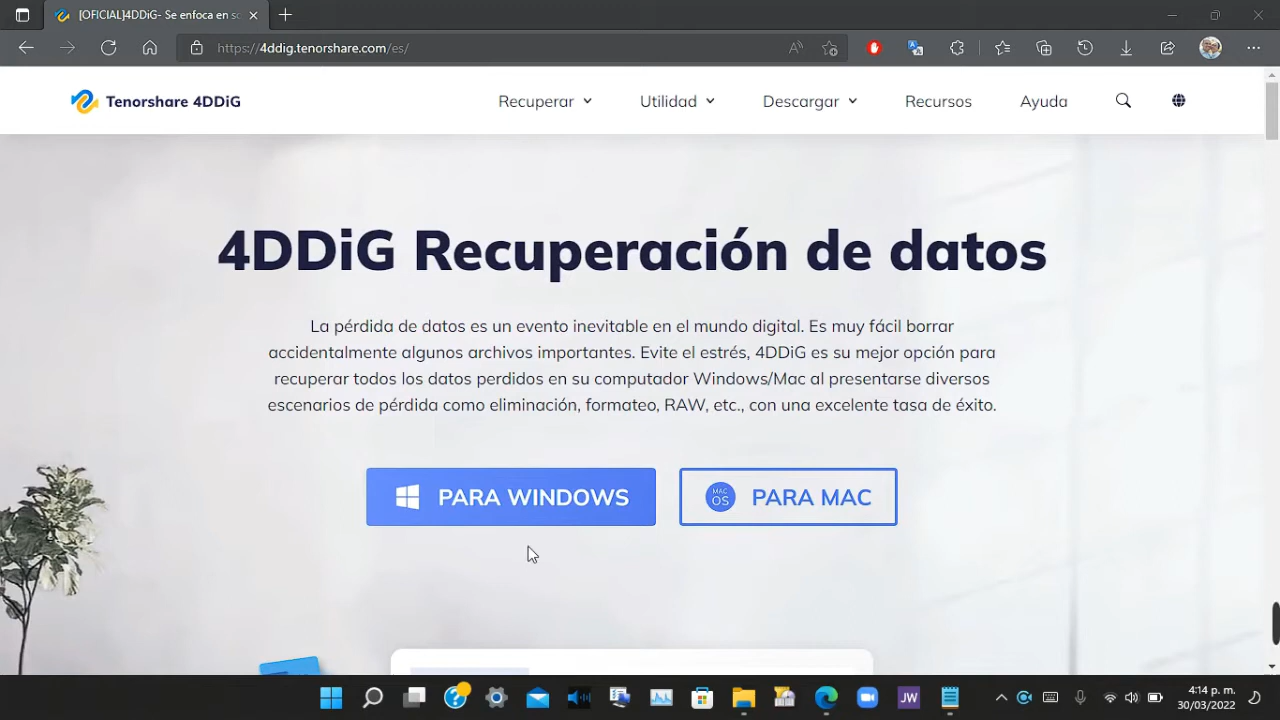 [OFICIAL]4DDiG- Se enfoca en so
https://4ddig.tenorshare.com/es/
Tenorshare 4DDiG
Recuperar
Utilidad
Descargar
Recursos
Ayuda
4DDiG Recuperación de datos
La pérdida de datos es un evento inevitable en el mundo digital. Es muy fácil borrar
accidentalmente algunos archivos importantes. Evite el estrés, 4DDiG es su mejor opción para
recuperar todos los datos perdidos en su computador Windows/Mac al presentarse diversos
escenarios de pérdida como eliminación, formateo, RAW, etc., con una excelente tasa de éxito.
PARA WINDOWS
MAC
OS
PARA MAC
JW
4:14 p. m.
30/03/2022